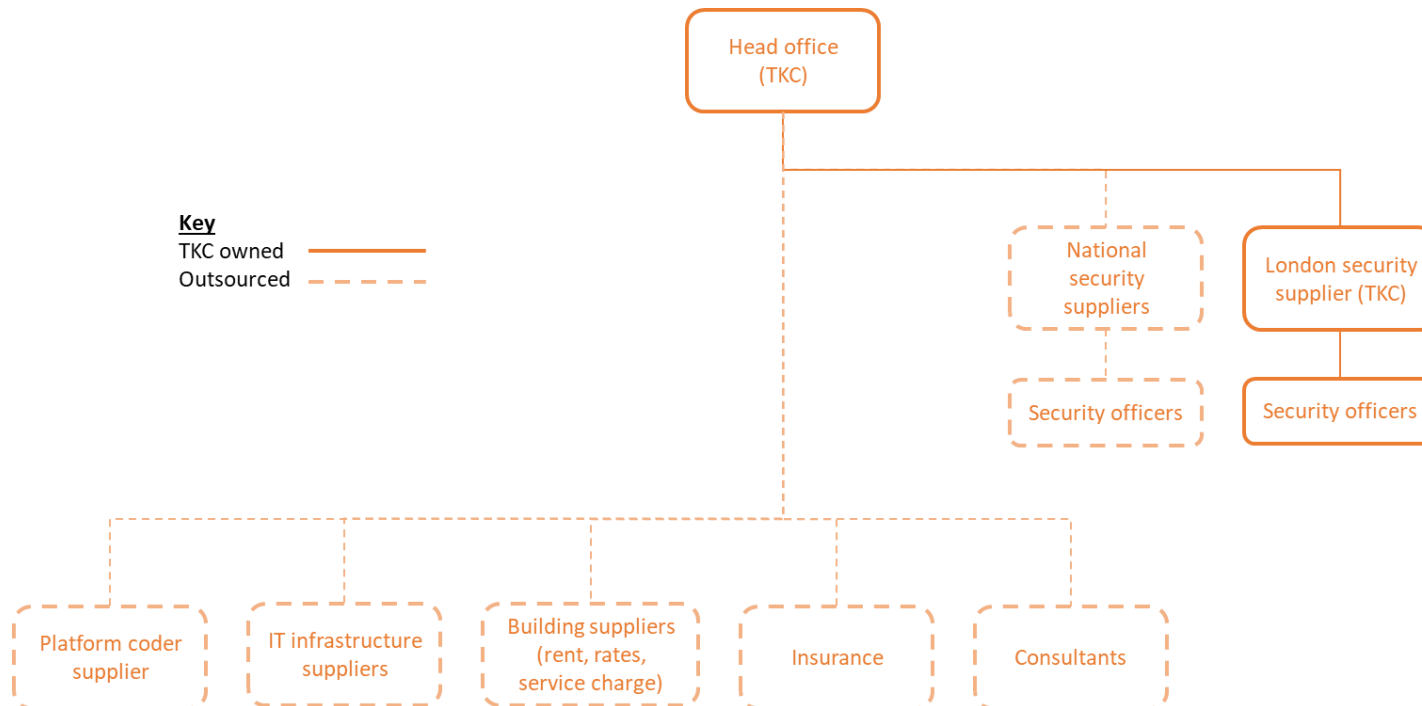 Head office
(TKC)
Key
TKC owned
Outsourced
National
security
suppliers
London security
supplier (TKC)
Security officers
Security officers
Platform coder
supplier
IT infrastructure
suppliers
Building suppliers
(rent, rates,
service charge)
Insurance
Consultants